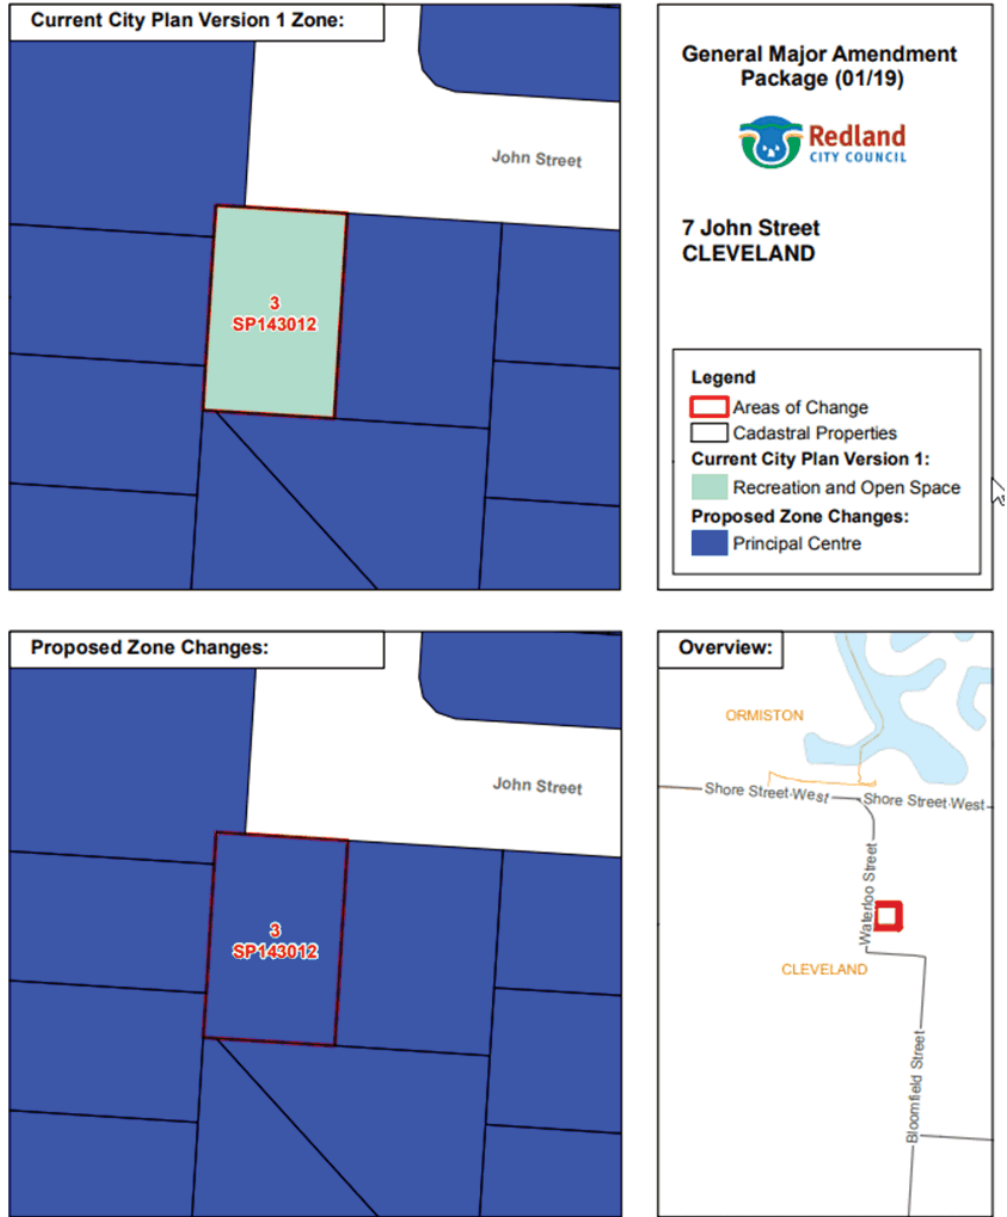 Current City Plan Version 1 Zone:
John Street
3
SP143012
General Major Amendment
Package (01/19)
Redland
CITY COUNCIL
7 John Street
CLEVELAND
Legend
Areas of Change
Cadastral Properties
Current City Plan Version 1:
Recreation and Open Space
Proposed Zone Changes:
Principal Centre
Proposed Zone Changes:
John Street
3
SP143012
Overview:
ORMISTON
Shore Street West
Shore Street West
Waterloo Street
CLEVELAND
Bloomfield Street